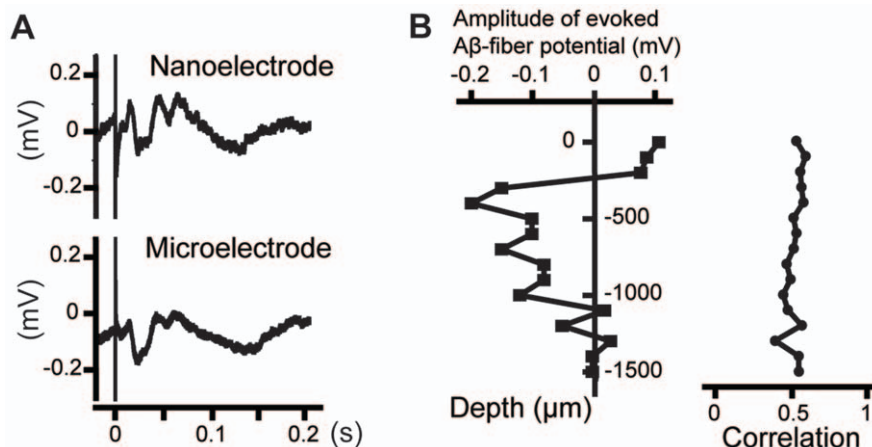 A
Nanoelectrode
0.2
0
-0.2
(mV)
Microelectrode
0.2
0
-0.2
(mV)
0 0.1 0.2 (s)
B
Amplitude of evoked
Aβ-fiber potential (mV)
-0.2 -0.1 0 0.1
0
-500
-1000
-1500
Depth (μm)
0 0.5 1
Correlation